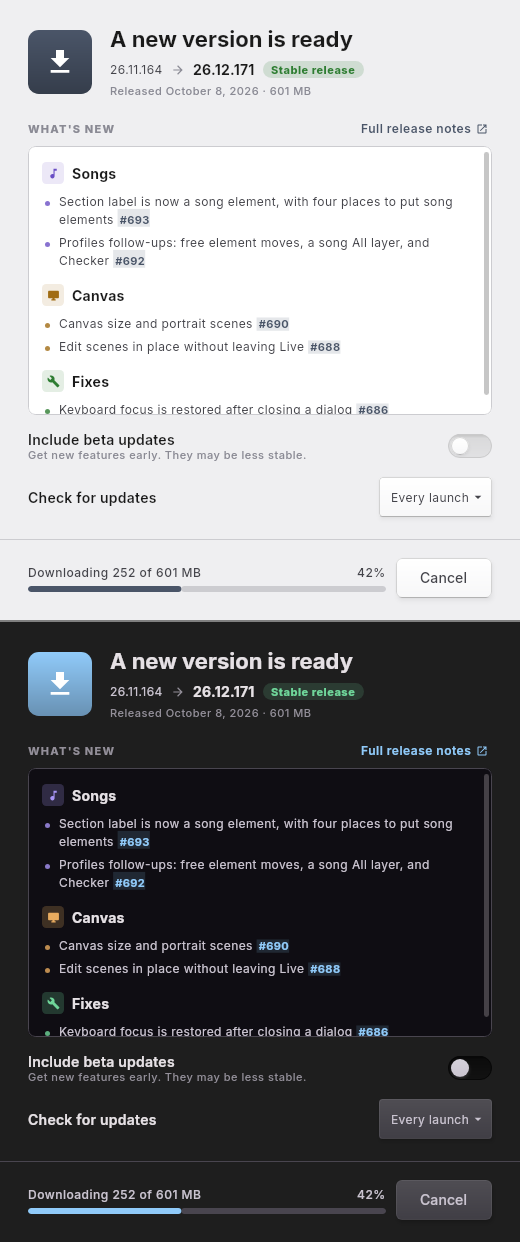 A new version is ready
26.11.164 → 26.12.171 Stable release
Released October 8, 2026 · 601 MB
WHAT'S NEW
Full release notes
Songs
Section label is now a song element, with four places to put song
elements #693
Profiles follow-ups: free element moves, a song All layer, and
Checker #692
Canvas
Canvas size and portrait scenes #690
Edit scenes in place without leaving Live #688
Fixes
Keyboard focus is restored after closing a dialog #686
Include beta updates
Get new features early. They may be less stable.
Check for updates
Every launch
Downloading 252 of 601 MB
42%
Cancel
A new version is ready
26.11.164 → 26.12.171 Stable release
Released October 8, 2026 · 601 MB
WHAT'S NEW
Full release notes
Songs
Section label is now a song element, with four places to put song
elements #693
Profiles follow-ups: free element moves, a song All layer, and
Checker #692
Canvas
Canvas size and portrait scenes #690
Edit scenes in place without leaving Live #688
Fixes
Keyboard focus is restored after closing a dialog #686
Include beta updates
Get new features early. They may be less stable.
Check for updates
Every launch
Downloading 252 of 601 MB
42%
Cancel